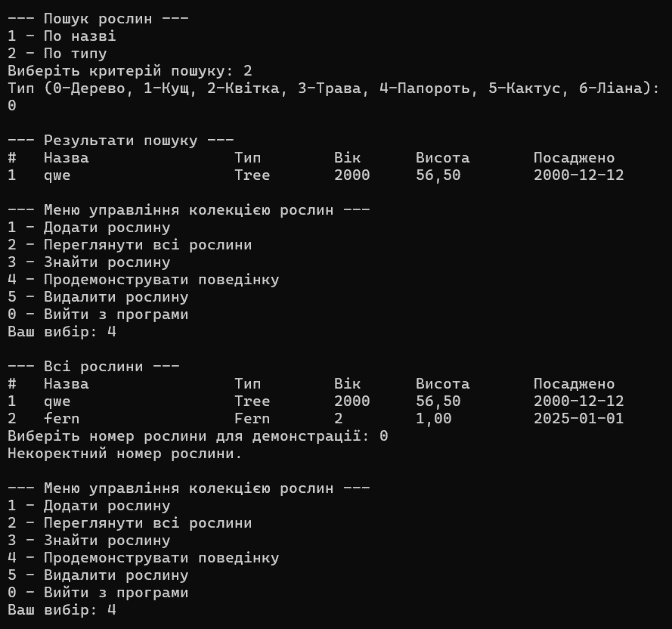 --- Пошук рослин ---
1 - По назві
2 - По типу
Виберіть критерій пошуку: 2
Тип (0-Дерево, 1-Кущ, 2-Квітка, 3-Трава, 4-Папороть, 5-Кактус, 6-Ліана):
0
--- Результати пошуку ---
# Назва Тип Вік Висота Посаджено
1 qwe Tree 2000 56,50 2000-12-12
--- Меню управління колекцією рослин ---
1 - Додати рослину
2 - Переглянути всі рослини
3 - Знайти рослину
4 - Продемонструвати поведінку
5 - Видалити рослину
0 - Вийти з програми
Ваш вибір: 4
--- Всі рослини ---
# Назва Тип Вік Висота Посаджено
1 qwe Tree 2000 56,50 2000-12-12
2 fern Fern 2 1,00 2025-01-01
Виберіть номер рослини для демонстрації: 0
Некоректний номер рослини.
--- Меню управління колекцією рослин ---
1 - Додати рослину
2 - Переглянути всі рослини
3 - Знайти рослину
4 - Продемонструвати поведінку
5 - Видалити рослину
0 - Вийти з програми
Ваш вибір: 4